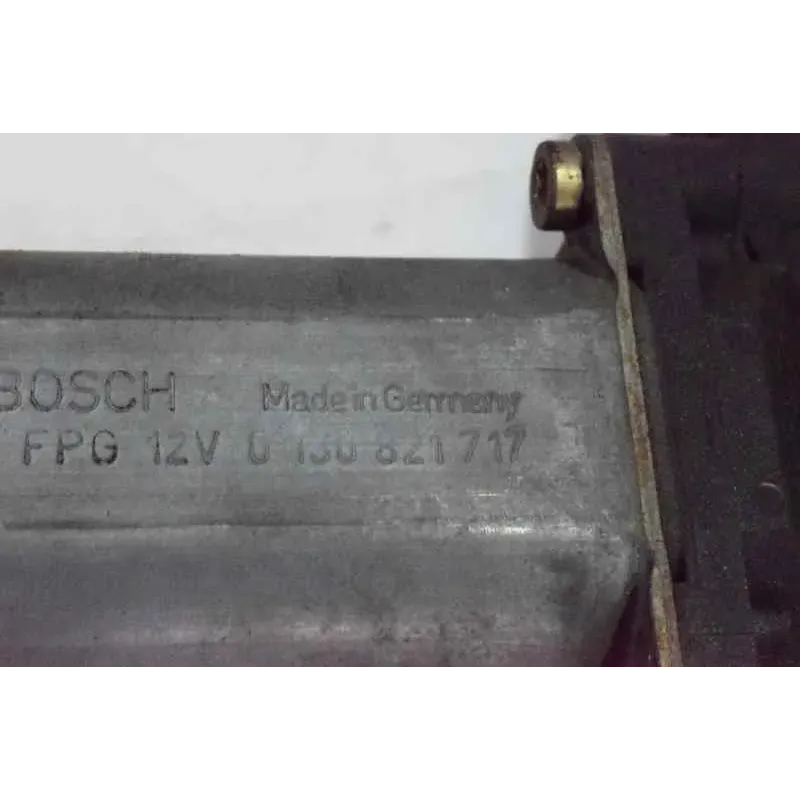 BOSCH Made in Germany
FPG 12V 0 130 821 717